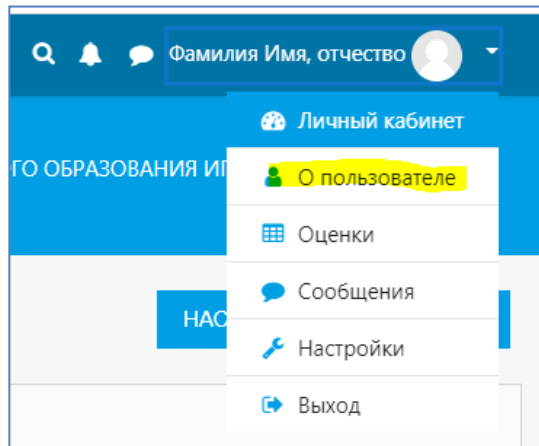 Фамилия Имя, отчество
Личный кабинет
ГО ОБРАЗОВАНИЯ
О пользователе
Оценки
Сообщения
НАС
Настройки
Выход